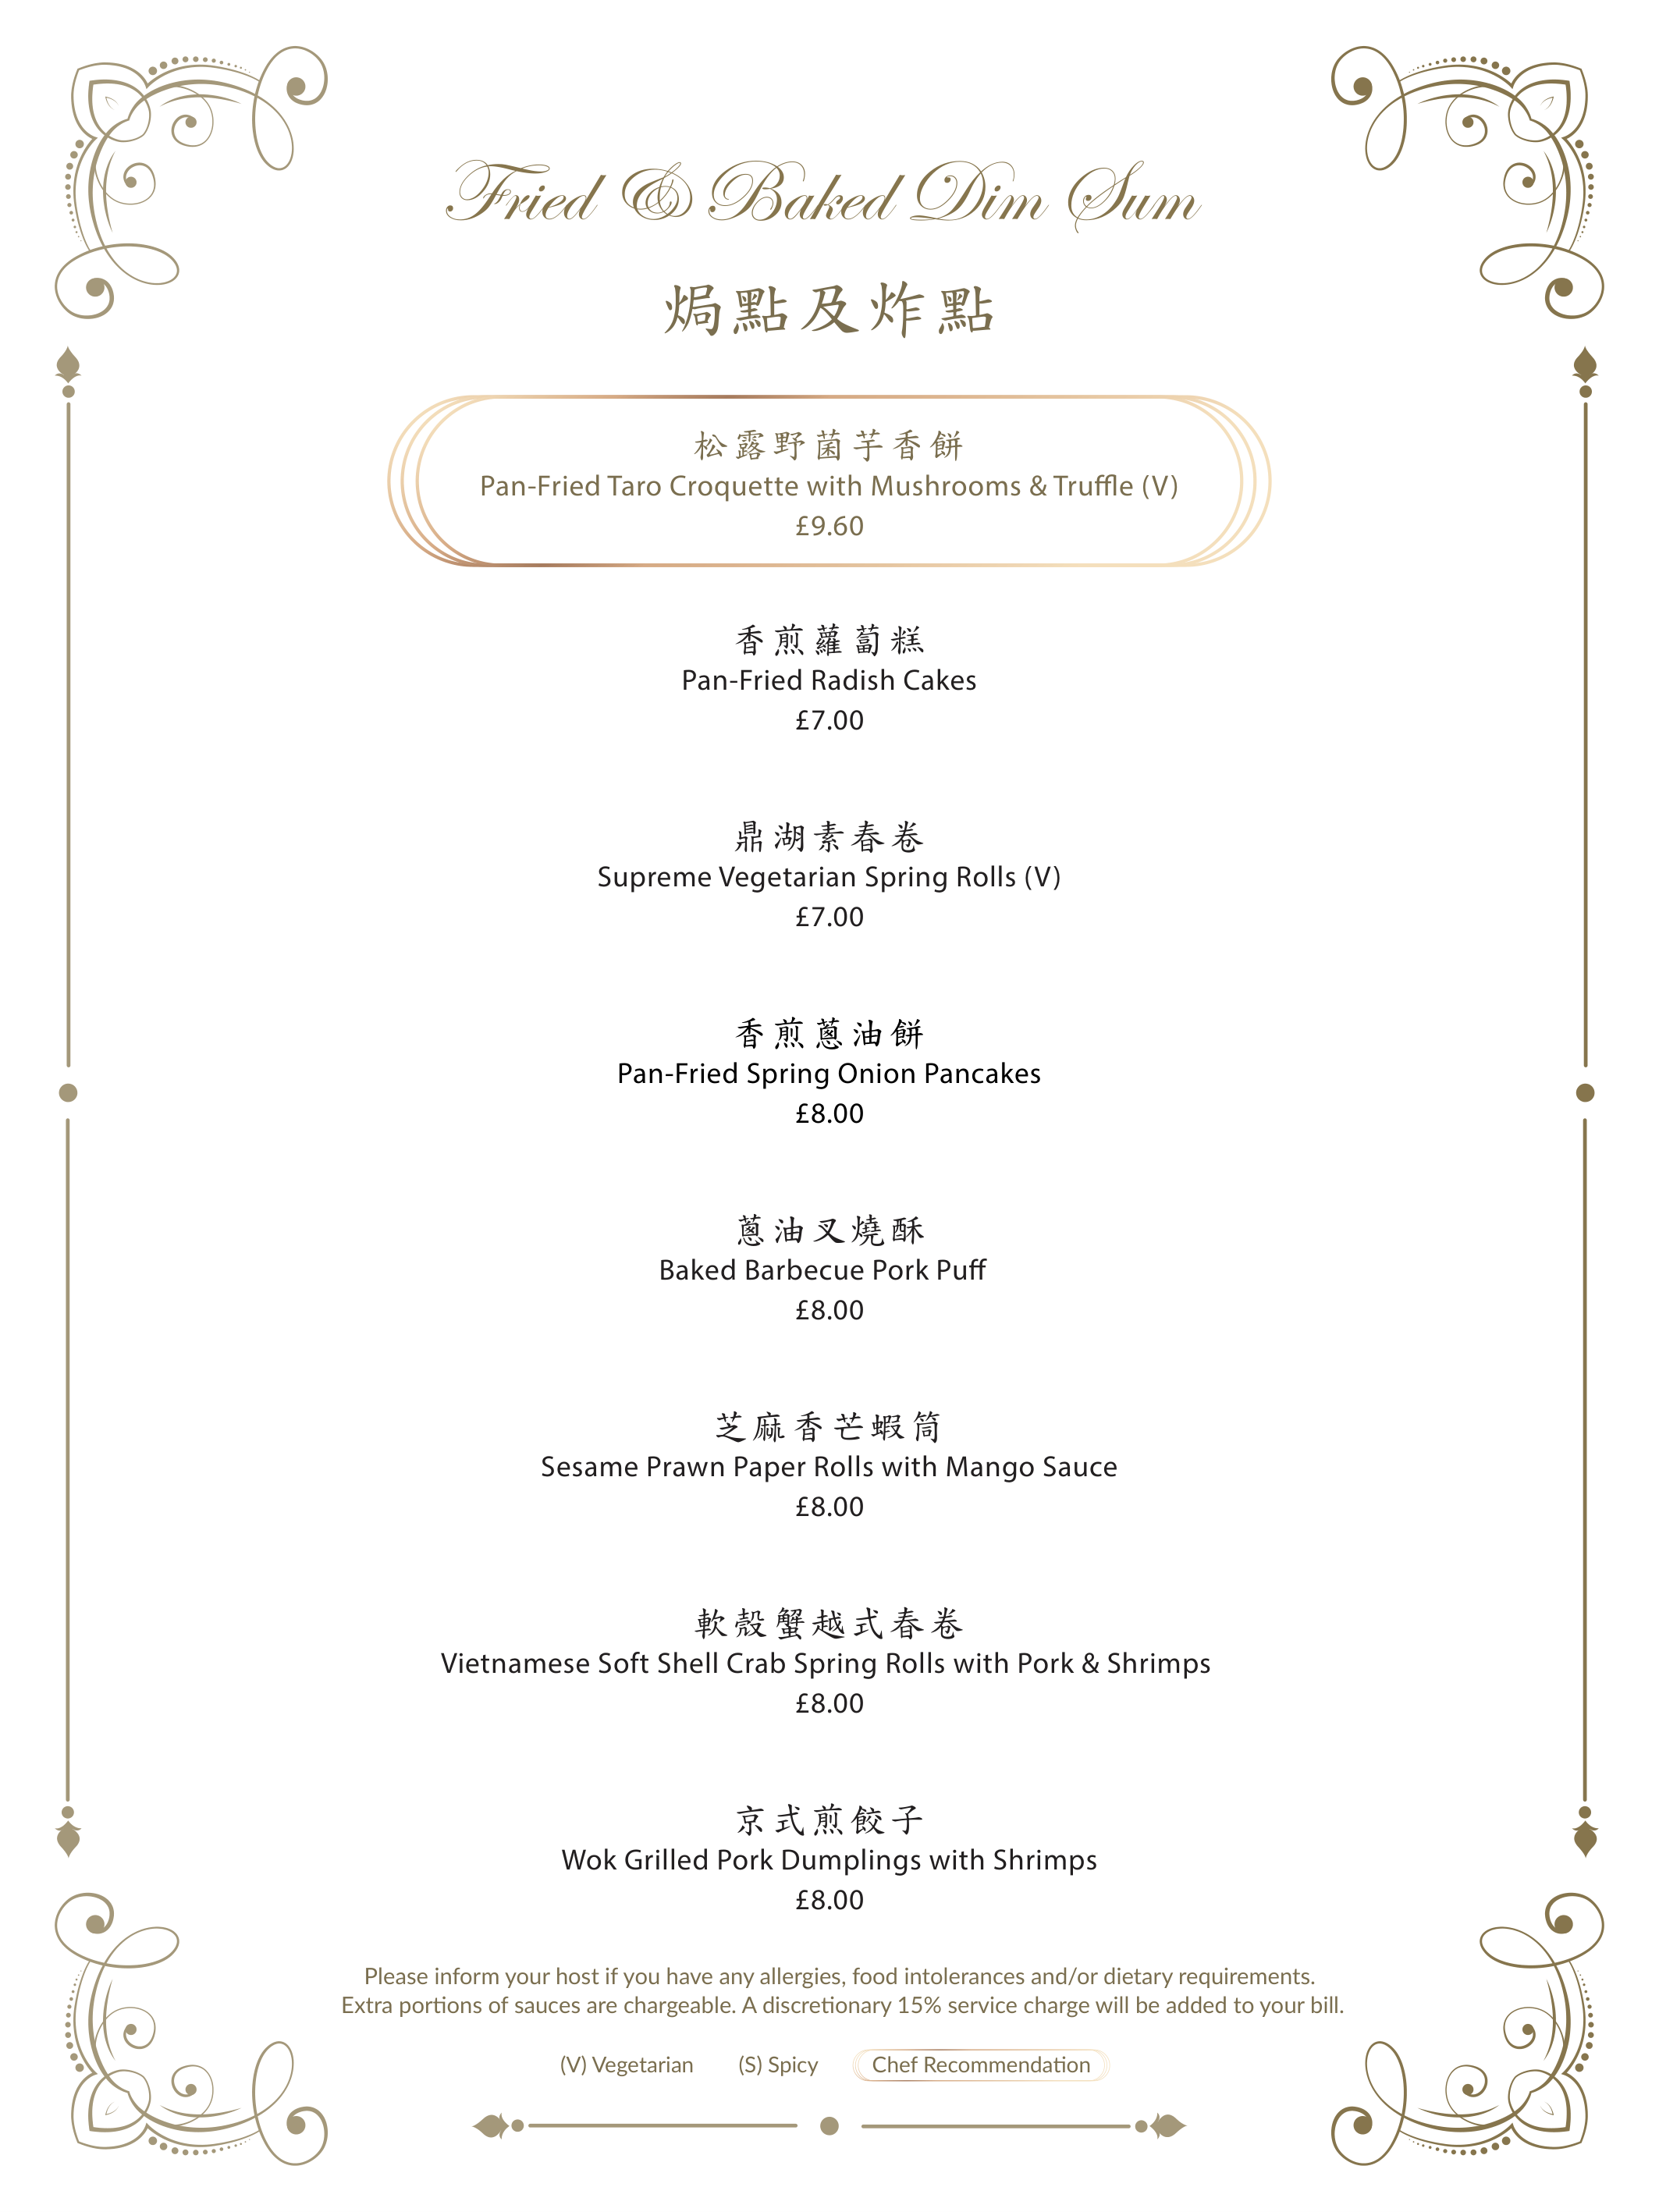 Fried & Baked Dim Sum
焗點及炸點
松露野菌芋香餅
Pan-Fried Taro Croquette with Mushrooms & Truffle (V)
£9.60
香煎蘿蔔糕
Pan-Fried Radish Cakes
£7.00
鼎湖素春卷
Supreme Vegetarian Spring Rolls (V)
£7.00
香煎蔥油餅
Pan-Fried Spring Onion Pancakes
£8.00
蔥油叉燒酥
Baked Barbecue Pork Puff
£8.00
芝麻香芒蝦筒
Sesame Prawn Paper Rolls with Mango Sauce
£8.00
軟殼蟹越式春卷
Vietnamese Soft Shell Crab Spring Rolls with Pork & Shrimps
£8.00
京式煎餃子
Wok Grilled Pork Dumplings with Shrimps
£8.00
Please inform your host if you have any allergies, food intolerances and/or dietary requirements.
Extra portions of sauces are chargeable. A discretionary 15% service charge will be added to your bill.
(V) Vegetarian (S) Spicy Chef Recommendation